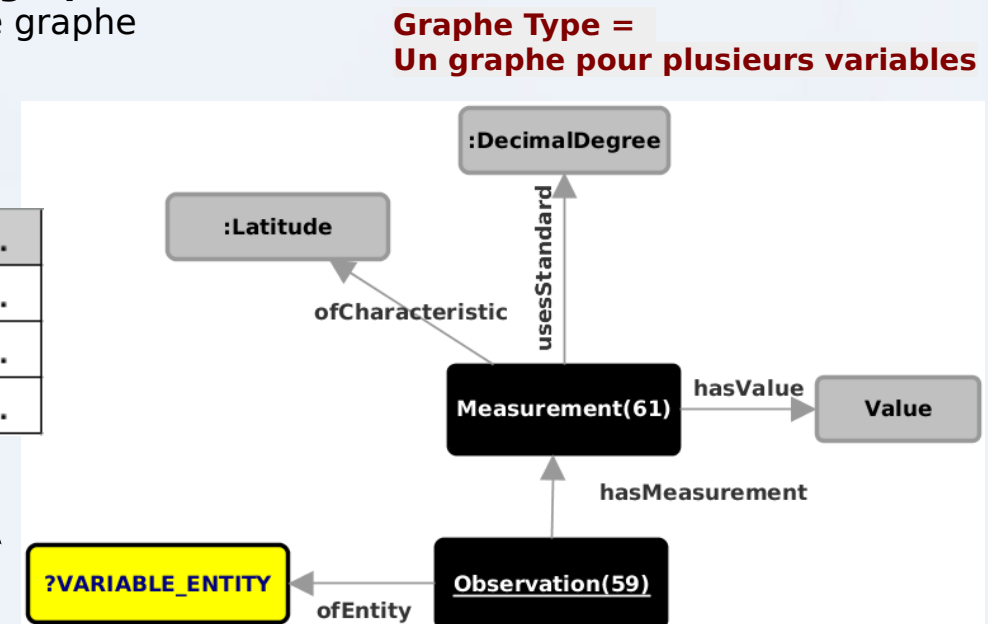 e graphe
Graphe Type =
Un graphe pour plusieurs variables
:DecimalDegree
:Latitude
usesStandard
ofCharacteristic
Measurement(61)
hasValue
Value
hasMeasurement
?VARIABLE_ENTITY
ofEntity
Observation(59)